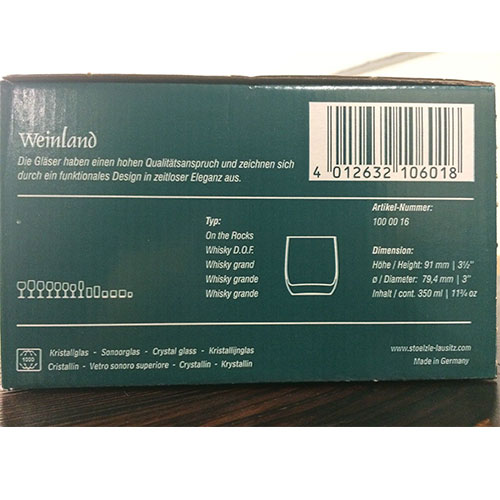 Weinland
Die Gläser haben einen hohen Qualitätsanspruch und zeichnen sich
durch ein funktionales Design in zeitloser Eleganz aus.
4 012632 106018
Typ:
On the Rocks
Whisky D.O.F.
Whisky grand
Whisky grande
Whisky grande
Artikel-Nummer:
100 00 16
Dimension:
Höhe / Height: 91 mm | 3½"
ø / Diameter: 79,4 mm | 3"
Inhalt / cont. 350 ml | 11¾ oz
1000
Kristallglas - Sonoorglas - Crystal glass - Kristallijnglas
Cristallin - Vetro sonoro superiore - Crystallin - Krystallin
www.stoelzle-lausitz.com
Made in Germany